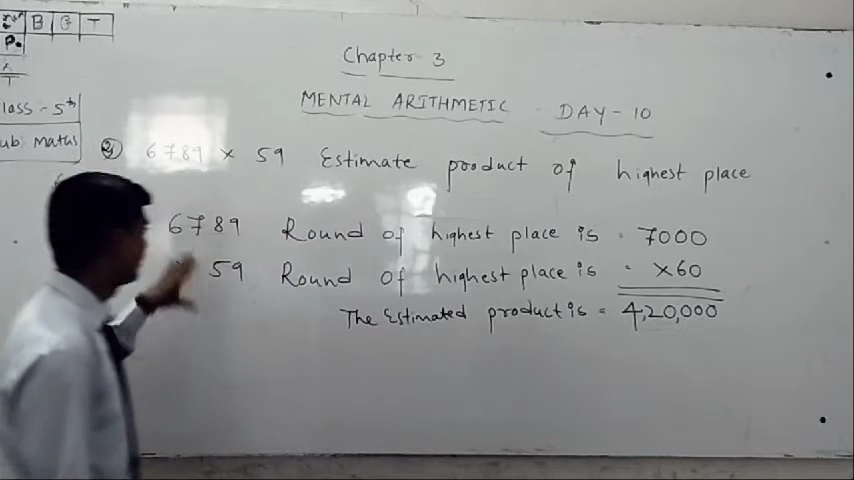 B G T
P.
Class :- 5th
Sub: Maths
Chapter 3
MENTAL ARITHMETIC DAY - 10
2) 6789 × 59 Estimate product of highest place
6789 Round of highest place is = 7000
59 Round of highest place is = ×60
The Estimated product is = 4,20,000